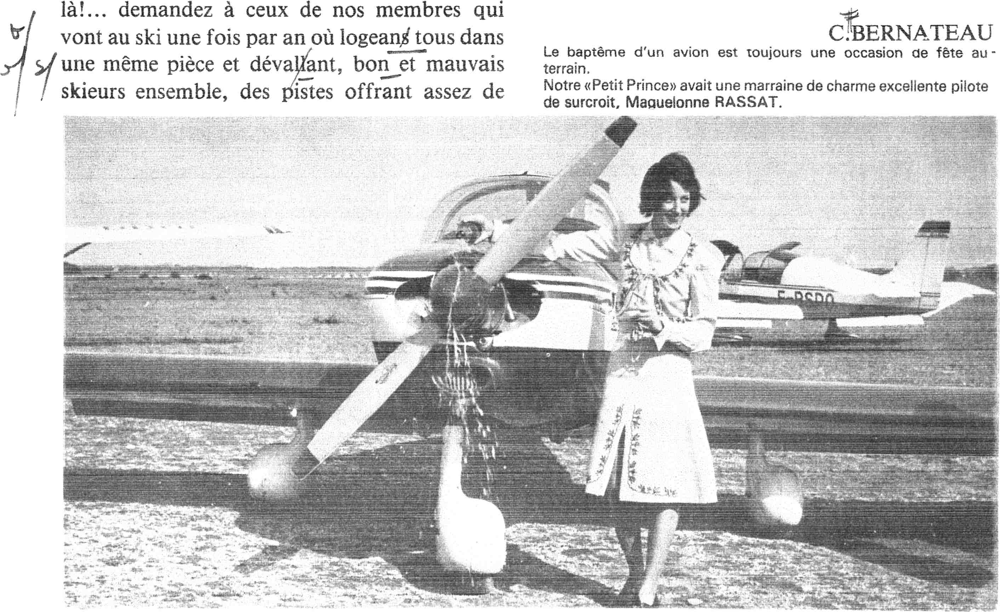 là!... demandez à ceux de nos membres qui
vont au ski une fois par an où logeant tous dans
une même pièce et dévallant, bon et mauvais
skieurs ensemble, des pistes offrant assez de
C. BERNATEAU
Le baptême d'un avion est toujours une occasion de fête au-
terrain.
Notre «Petit Prince» avait une marraine de charme excellente pilote
de surcroit, Maguelonne RASSAT.